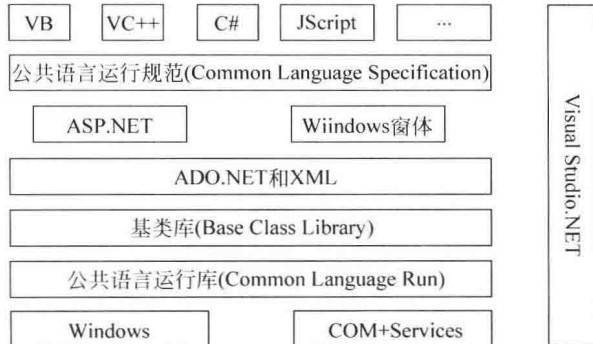 VB VC++ C# JScript ...
公共语言运行规范(Common Language Specification)
ASP.NET Wiindows窗体
ADO.NET和XML
基类库(Base Class Library)
公共语言运行库(Common Language Run)
Windows COM+Services
Visual Studio.NET